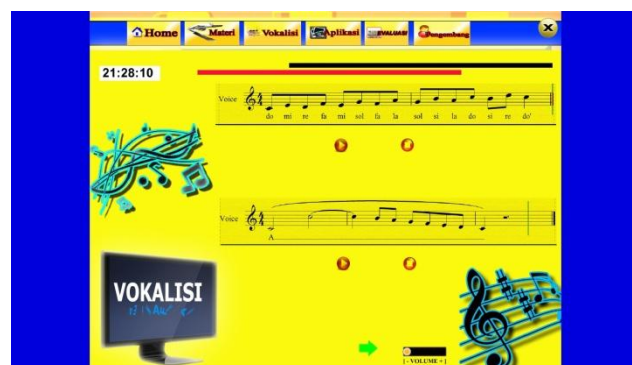 Home Materi Vokalisi Aplikasi EVALUASI Pengembang
21:28:10
Voice
do mi re fa mi sol fa la sol si la do si re do'
Voice
A
VOKALISI
[ - VOLUME + ]